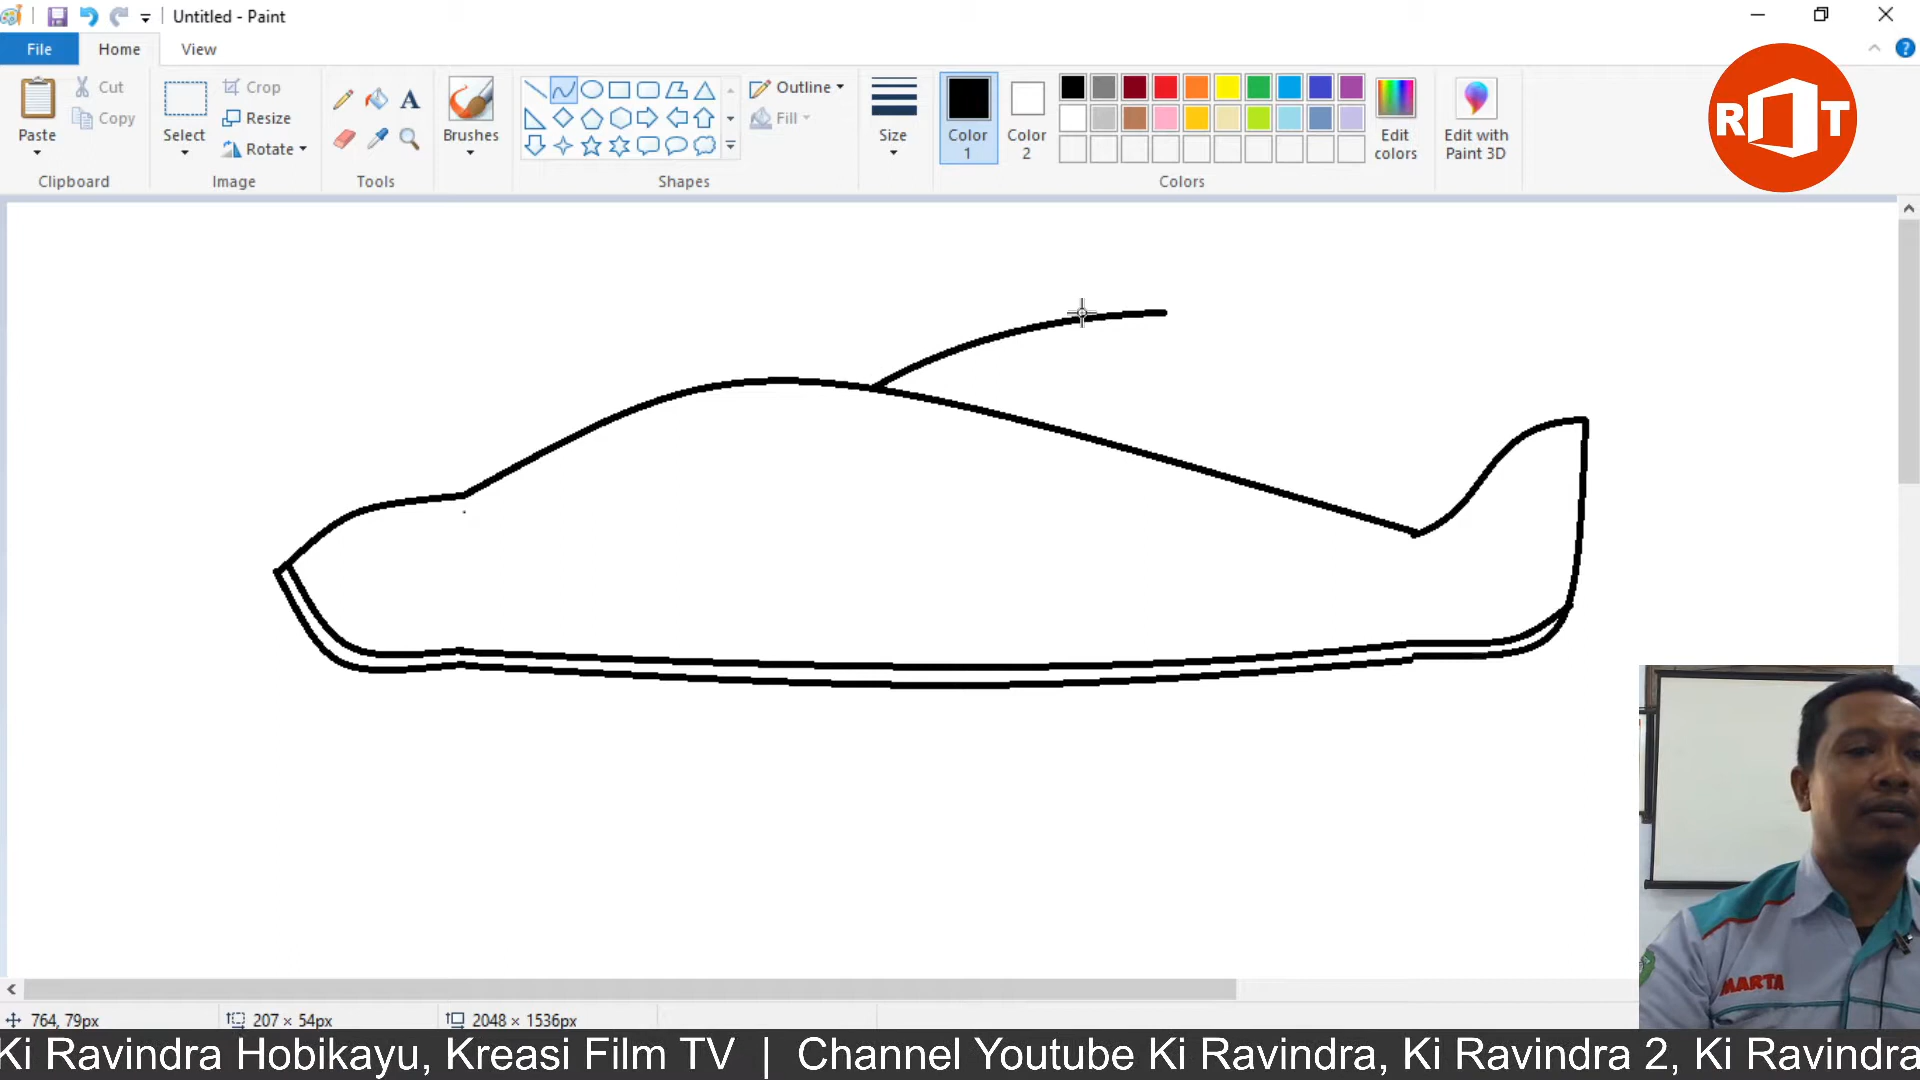 Untitled - Paint
File Home View
Paste Cut Copy Clipboard
Select Crop Resize Rotate Image
A
Tools
Brushes
Outline Fill Shapes
Size
Color 1 Color 2 Edit colors Colors
Edit with Paint 3D
R T
MARTA
764, 79px 207 × 54px 2048 × 1536px
Ki Ravindra Hobikayu, Kreasi Film TV | Channel Youtube Ki Ravindra, Ki Ravindra 2, Ki Ravindra